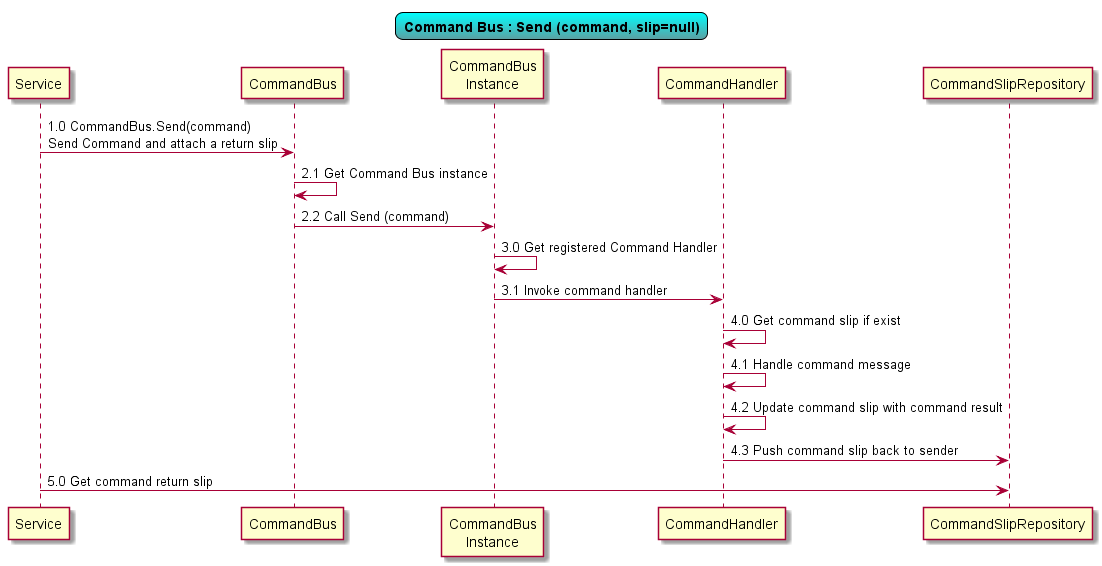 Command Bus : Send (command, slip=null)
Service
CommandBus
CommandBus
Instance
CommandHandler
CommandSlipRepository
1.0 CommandBus.Send(command)
Send Command and attach a return slip
2.1 Get Command Bus instance
2.2 Call Send (command)
3.0 Get registered Command Handler
3.1 Invoke command handler
4.0 Get command slip if exist
4.1 Handle command message
4.2 Update command slip with command result
4.3 Push command slip back to sender
5.0 Get command return slip
Service
CommandBus
CommandBus
Instance
CommandHandler
CommandSlipRepository